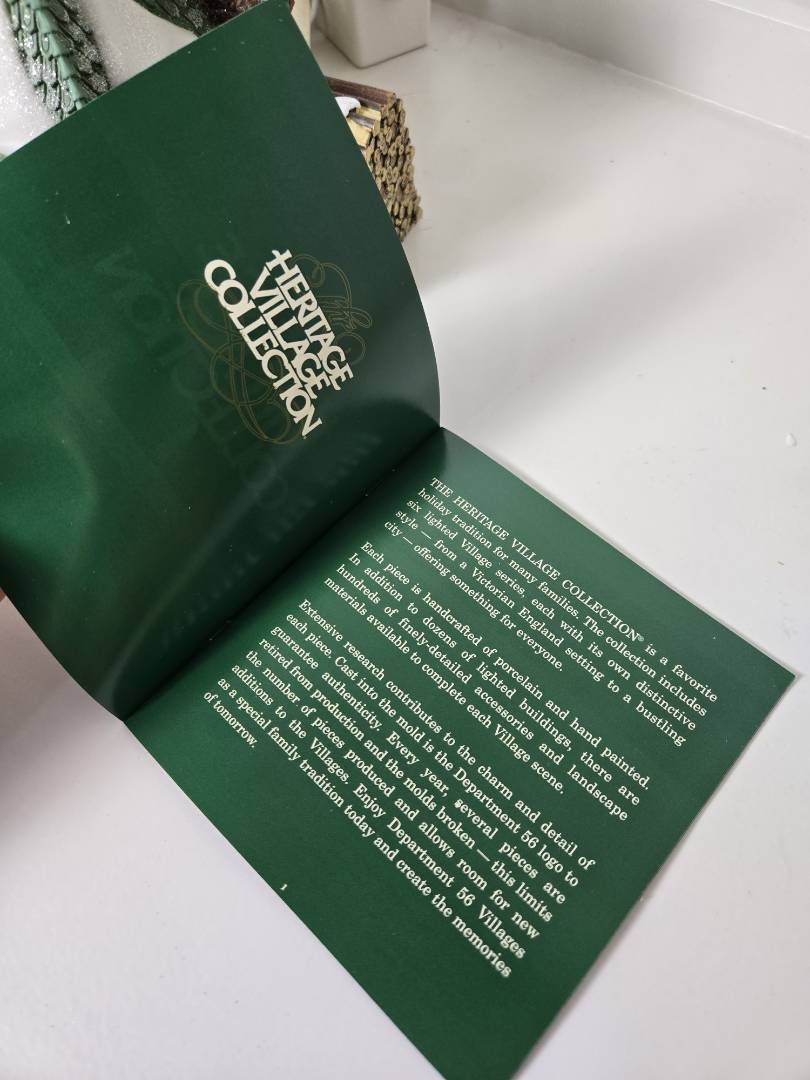 The
HERITAGE
VILLAGE
COLLECTION
THE HERITAGE VILLAGE COLLECTION® is a favorite
holiday tradition for many families. The collection includes
six lighted Village series, each with its own distinctive
style — from a Victorian England setting to a bustling
city — offering something for everyone.
Each piece is handcrafted of porcelain and hand painted.
In addition to dozens of lighted buildings, there are
hundreds of finely-detailed accessories and landscape
materials available to complete each Village scene.
Extensive research contributes to the charm and detail of
each piece. Cast into the mold is the Department 56 logo to
guarantee authenticity. Every year, several pieces are
retired from production and the molds broken — this limits
the number of pieces produced and allows room for new
additions to the Villages. Enjoy Department 56 Villages
as a special family tradition today and create the memories
of tomorrow.
1